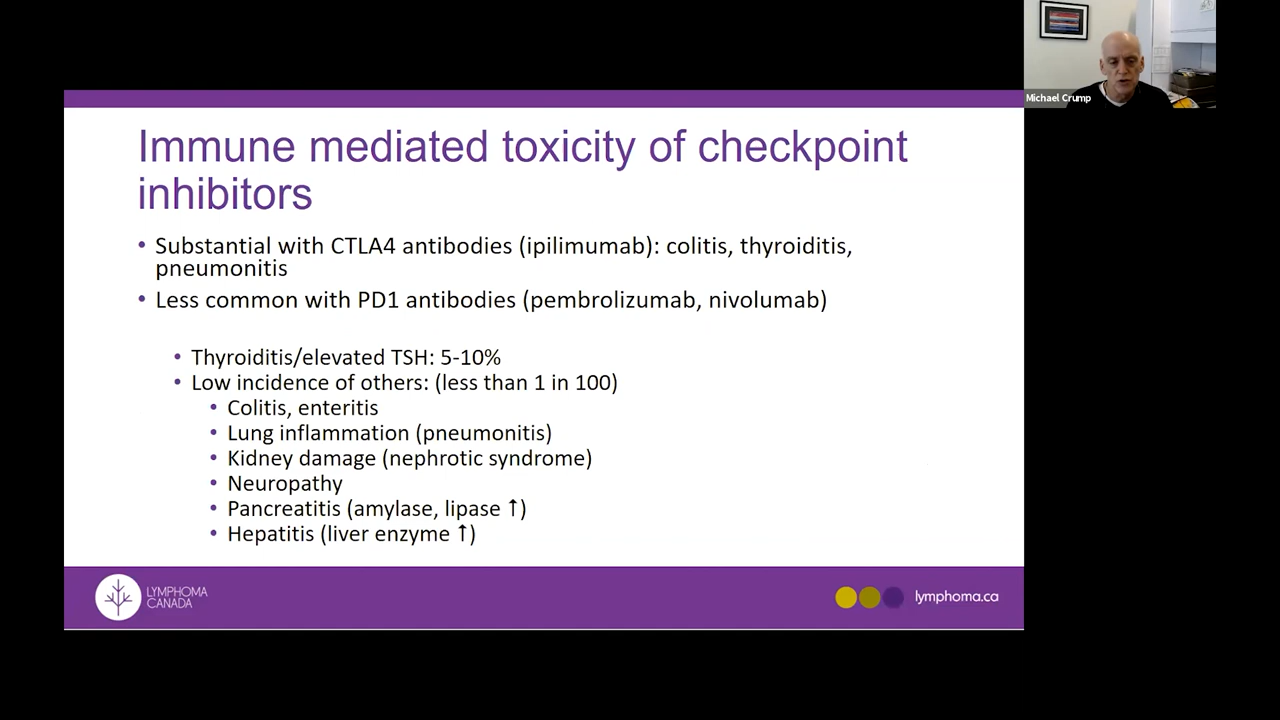 Michael Crump
Immune mediated toxicity of checkpoint
inhibitors
• Substantial with CTLA4 antibodies (ipilimumab): colitis, thyroiditis,
pneumonitis
• Less common with PD1 antibodies (pembrolizumab, nivolumab)
• Thyroiditis/elevated TSH: 5-10%
• Low incidence of others: (less than 1 in 100)
• Colitis, enteritis
• Lung inflammation (pneumonitis)
• Kidney damage (nephrotic syndrome)
• Neuropathy
• Pancreatitis (amylase, lipase ↑)
• Hepatitis (liver enzyme ↑)
LYMPHOMA
CANADA
lymphoma.ca